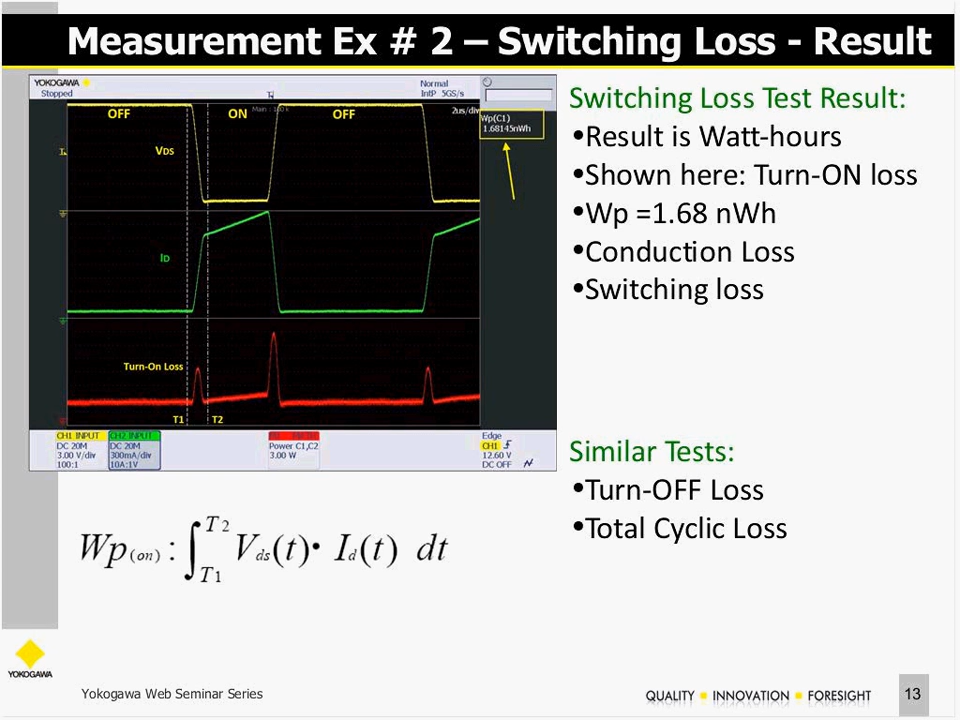 Measurement Ex # 2 – Switching Loss - Result
YOKOGAWA
Stopped
Normal
IntP 5GS/s
OFF
ON
Main : 100 k
OFF
2us/div
Wp(C1)
1.68145nWh
VDS
ID
Turn-On Loss
T1
T2
CH1 INPUT
DC 20M
3.00 V/div
100:1
CH2 INPUT
DC 20M
300mA/div
10A:1V
Power C1,C2
3.00 W
Edge
CH1
12.60 V
DC OFF
Switching Loss Test Result:
•Result is Watt-hours
•Shown here: Turn-ON loss
•Wp =1.68 nWh
•Conduction Loss
•Switching loss
Similar Tests:
•Turn-OFF Loss
•Total Cyclic Loss
Wp(on) : ∫T1T2 Vds(t)• Id(t) dt
YOKOGAWA
Yokogawa Web Seminar Series
QUALITY ■ INNOVATION ■ FORESIGHT
13